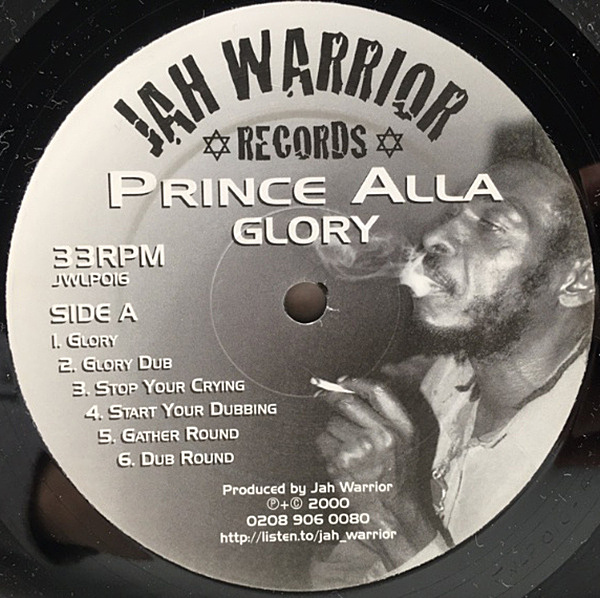 JAH WARRIOR
RECORDS
PRINCE ALLA
GLORY
33RPM
JWLP016
SIDE A
1. GLORY
2. GLORY DUB
3. STOP YOUR CRYING
4. START YOUR DUBBING
5. GATHER ROUND
6. DUB ROUND
Produced by Jah Warrior
℗+© 2000
0208 906 0080
http://listen.to/jah_warrior